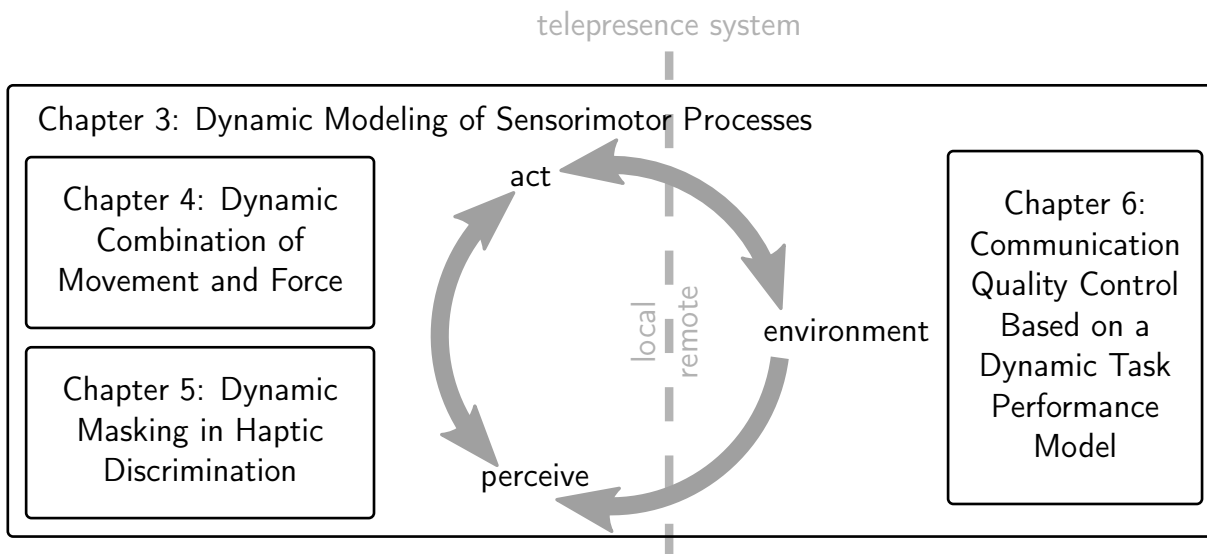 telepresence system
Chapter 3: Dynamic Modeling of Sensorimotor Processes
Chapter 4: Dynamic
Combination of
Movement and Force
Chapter 5: Dynamic
Masking in Haptic
Discrimination
act
local
remote
environment
perceive
Chapter 6:
Communication
Quality Control
Based on a
Dynamic Task
Performance
Model